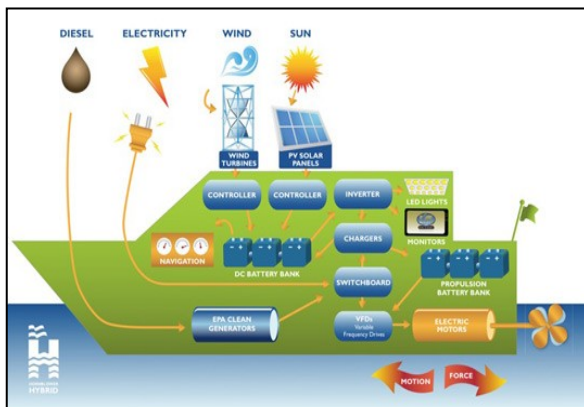 DIESEL
ELECTRICITY
WIND
SUN
WIND
TURBINES
PV SOLAR
PANELS
CONTROLLER
CONTROLLER
INVERTER
LED LIGHTS
MONITORS
NAVIGATION
DC BATTERY BANK
CHARGERS
SWITCHBOARD
PROPULSION
BATTERY BANK
EPA CLEAN
GENERATORS
VFDs
Variable
Frequency Drives
ELECTRIC
MOTORS
HYBRID
MOTION
FORCE